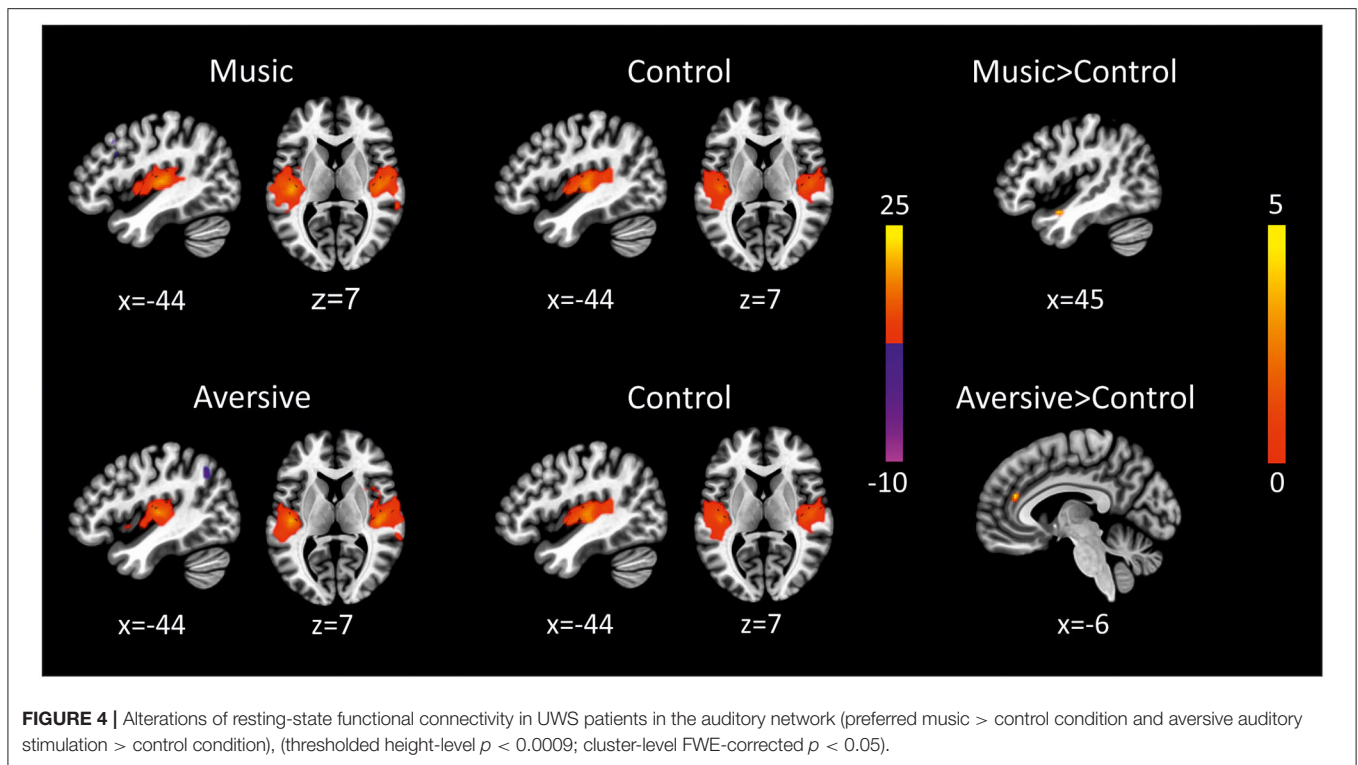 Music Control Music>Control
x=-44 z=7 x=-44 z=7 x=45
25
-10
5
0
Aversive Control Aversive>Control
x=-44 z=7 x=-44 z=7 x=-6
FIGURE 4 | Alterations of resting-state functional connectivity in UWS patients in the auditory network (preferred music > control condition and aversive auditory
stimulation > control condition), (thresholded height-level p < 0.0009; cluster-level FWE-corrected p < 0.05).